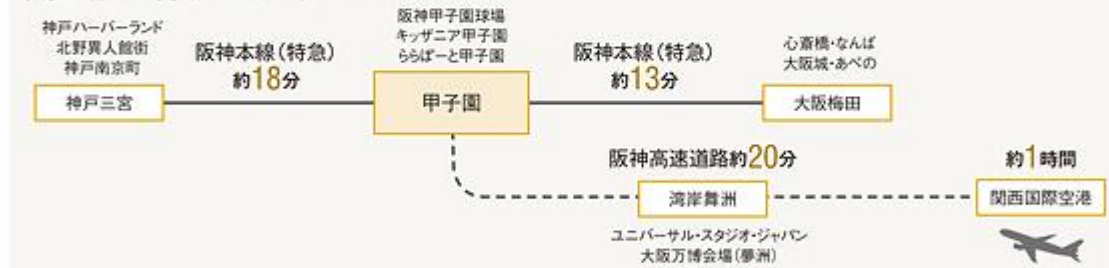 神戸ハーバーランド
北野異人館街
神戸南京町
神戸三宮
阪神本線(特急)
約18分
阪神甲子園球場
キッザニア甲子園
ららぽーと甲子園
甲子園
阪神本線(特急)
約13分
心斎橋・なんば
大阪城・あべの
大阪梅田
阪神高速道路約20分
湾岸舞洲
ユニバーサル・スタジオ・ジャパン
大阪万博会場(夢洲)
約1時間
関西国際空港